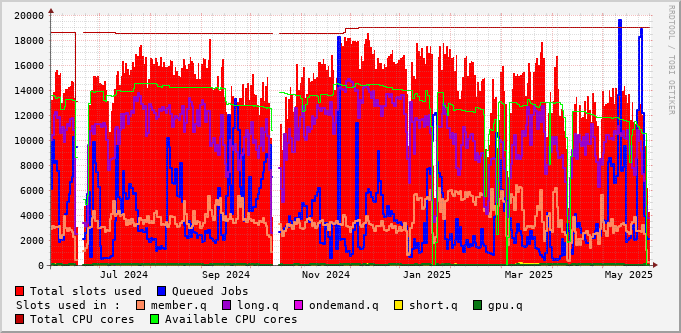 20000
18000
16000
14000
12000
10000
8000
6000
4000
2000
0
Jul 2024 Sep 2024 Nov 2024 Jan 2025 Mar 2025 May 2025
RRDTOOL / TOBI OETIKER
Total slots used Queued Jobs
Slots used in : member.q long.q ondemand.q short.q gpu.q
Total CPU cores Available CPU cores